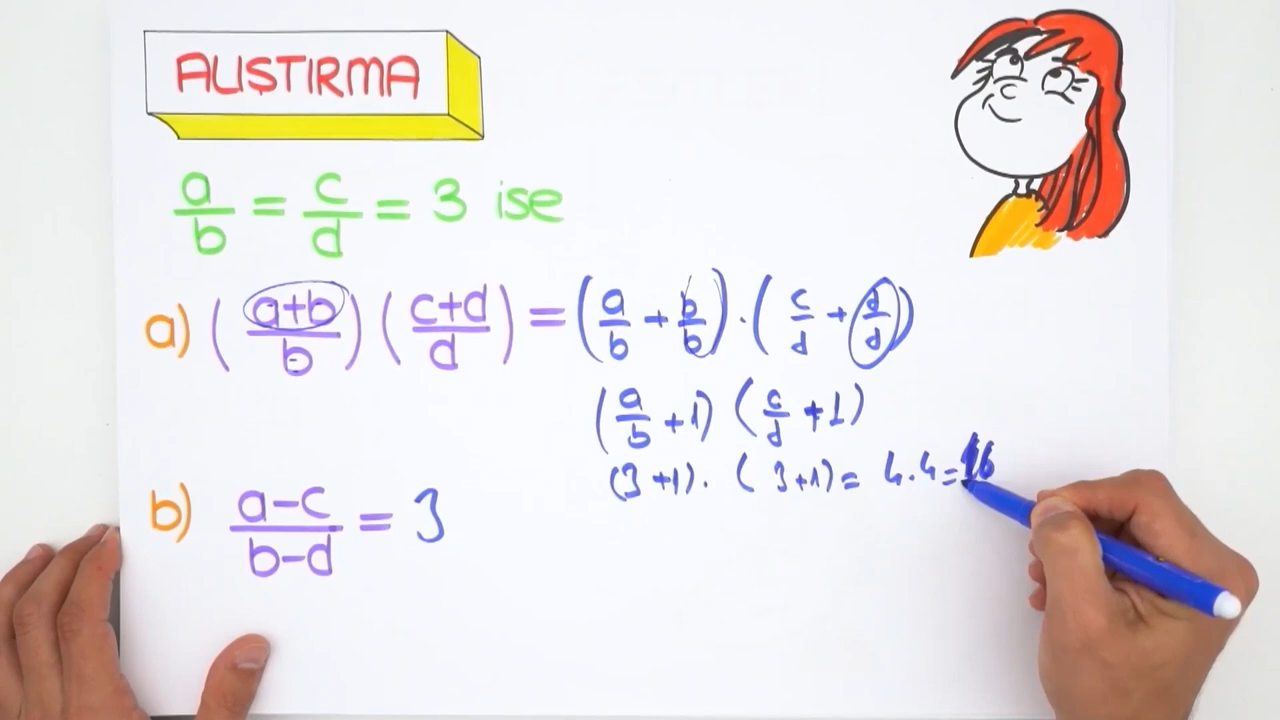 ALIŞTIRMA
a/b = c/d = 3 ise
a) ((a+b)/b) ((c+d)/d) = (a/b + b/b) · (c/d + d/d)
(a/b + 1) (c/d + 1)
(3+1) · (3+1) = 4 . 4 = 16
b) (a-c)/(b-d) = 3